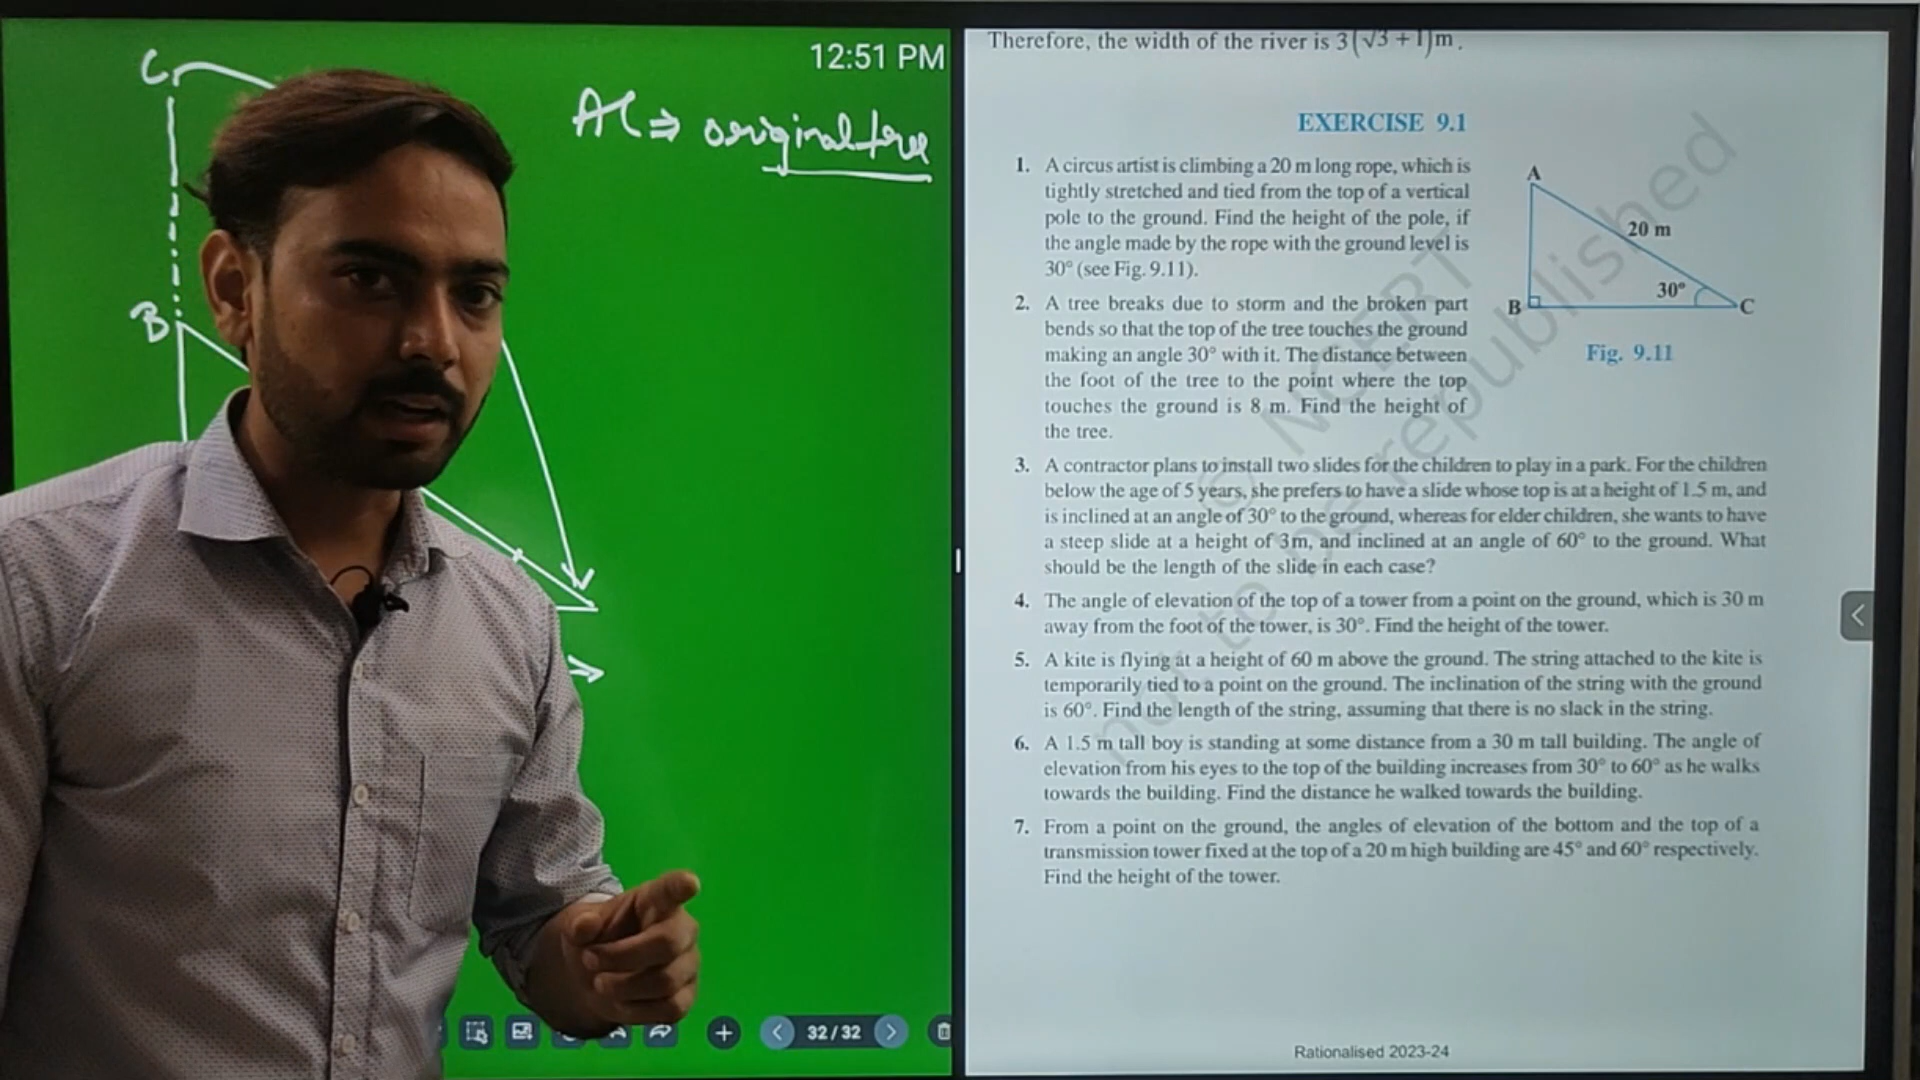 12:51 PM
C
AC ⇒ original tree
B
32/32
Therefore, the width of the river is 3(√3 + 1)m.
EXERCISE 9.1
1. A circus artist is climbing a 20 m long rope, which is
tightly stretched and tied from the top of a vertical
pole to the ground. Find the height of the pole, if
the angle made by the rope with the ground level is
30° (see Fig. 9.11).
A
20 m
30°
B
C
Fig. 9.11
2. A tree breaks due to storm and the broken part
bends so that the top of the tree touches the ground
making an angle 30° with it. The distance between
the foot of the tree to the point where the top
touches the ground is 8 m. Find the height of
the tree.
3. A contractor plans to install two slides for the children to play in a park. For the children
below the age of 5 years, she prefers to have a slide whose top is at a height of 1.5 m, and
is inclined at an angle of 30° to the ground, whereas for elder children, she wants to have
a steep slide at a height of 3m, and inclined at an angle of 60° to the ground. What
should be the length of the slide in each case?
4. The angle of elevation of the top of a tower from a point on the ground, which is 30 m
away from the foot of the tower, is 30°. Find the height of the tower.
5. A kite is flying at a height of 60 m above the ground. The string attached to the kite is
temporarily tied to a point on the ground. The inclination of the string with the ground
is 60°. Find the length of the string, assuming that there is no slack in the string.
6. A 1.5 m tall boy is standing at some distance from a 30 m tall building. The angle of
elevation from his eyes to the top of the building increases from 30° to 60° as he walks
towards the building. Find the distance he walked towards the building.
7. From a point on the ground, the angles of elevation of the bottom and the top of a
transmission tower fixed at the top of a 20 m high building are 45° and 60° respectively.
Find the height of the tower.
© NCERT
not to be republished
Rationalised 2023-24